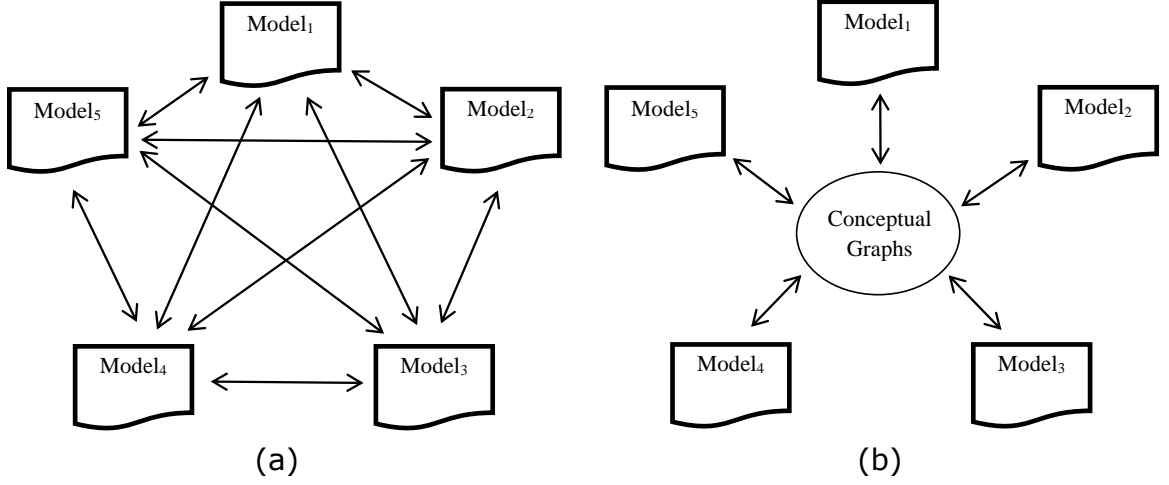 Model₁
Model₅
Model₂
Model₄
Model₃
(a)
Model₁
Model₅
Model₂
Conceptual
Graphs
Model₄
Model₃
(b)